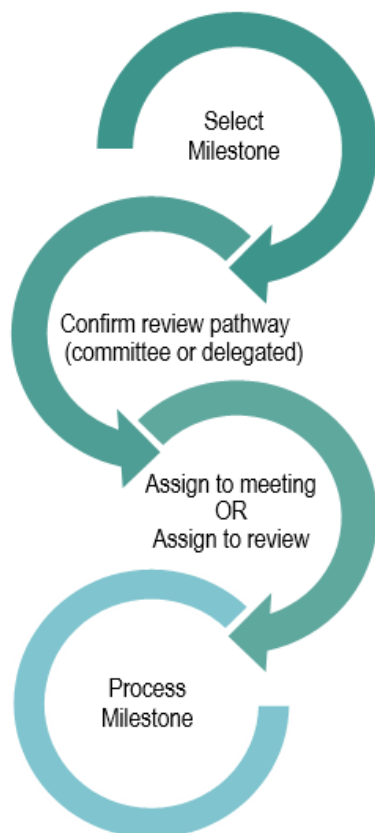 Select
Milestone
Confirm review pathway
(committee or delegated)
Assign to meeting
OR
Assign to review
Process
Milestone